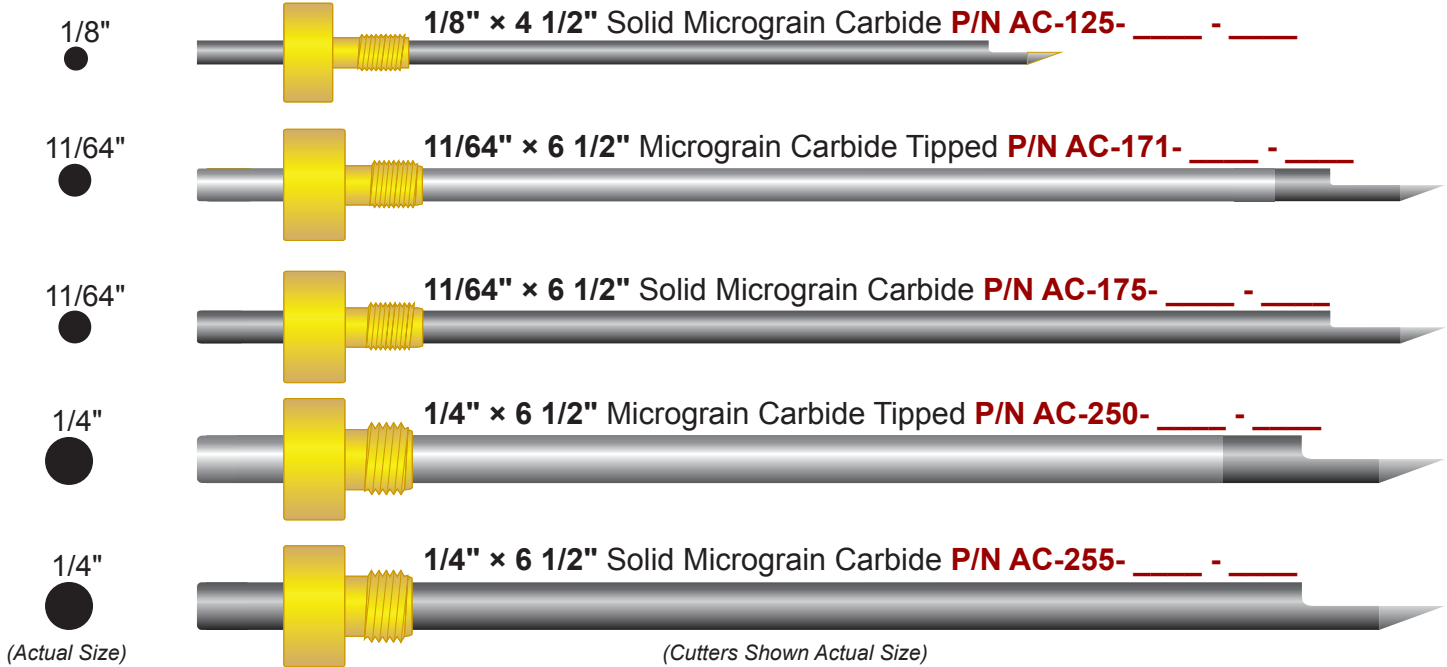 1/8"
1/8" × 4 1/2" Solid Micrograin Carbide P/N AC-125- ____ - ____
11/64"
11/64" × 6 1/2" Micrograin Carbide Tipped P/N AC-171- ____ - ____
11/64"
11/64" × 6 1/2" Solid Micrograin Carbide P/N AC-175- ____ - ____
1/4"
1/4" × 6 1/2" Micrograin Carbide Tipped P/N AC-250- ____ - ____
1/4"
1/4" × 6 1/2" Solid Micrograin Carbide P/N AC-255- ____ - ____
(Actual Size)
(Cutters Shown Actual Size)